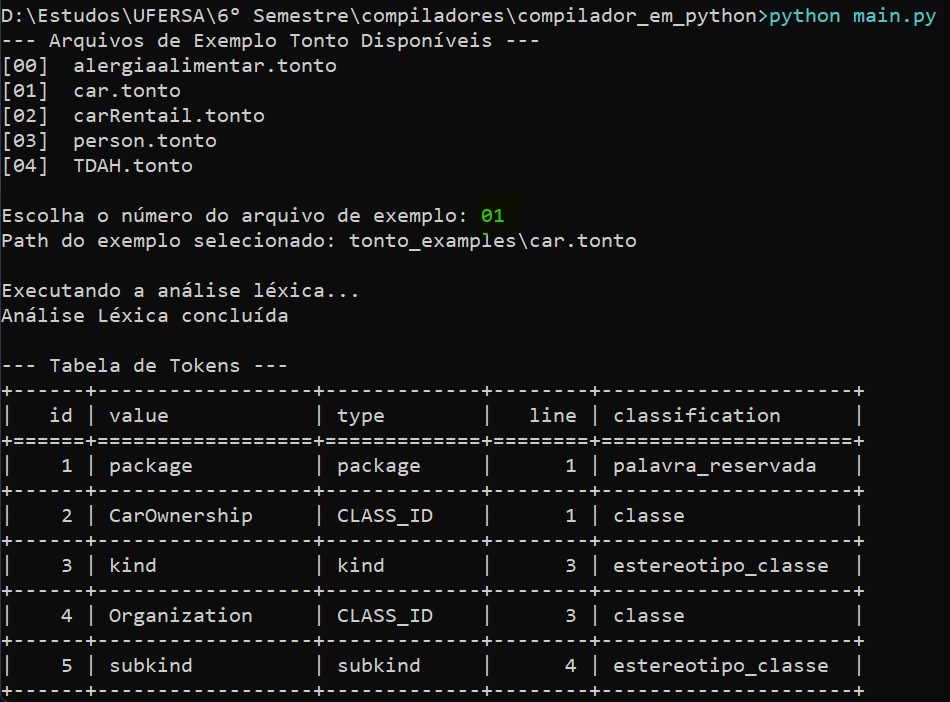 D:\Estudos\UFERSA\6° Semestre\compiladores\compilador_em_python>python main.py
--- Arquivos de Exemplo Tonto Disponíveis ---
[00]  alergiaalimentar.tonto
[01]  car.tonto
[02]  carRentail.tonto
[03]  person.tonto
[04]  TDAH.tonto

Escolha o número do arquivo de exemplo: 01
Path do exemplo selecionado: tonto_examples\car.tonto

Executando a análise léxica...
Análise Léxica concluída

--- Tabela de Tokens ---
+------+------------------+-------------+--------+---------------------+
|   id | value            | type        |   line | classification      |
+======+==================+=============+========+=====================+
|    1 | package          | package     |      1 | palavra_reservada   |
+------+------------------+-------------+--------+---------------------+
|    2 | CarOwnership     | CLASS_ID    |      1 | classe              |
+------+------------------+-------------+--------+---------------------+
|    3 | kind             | kind        |      3 | estereotipo_classe  |
+------+------------------+-------------+--------+---------------------+
|    4 | Organization     | CLASS_ID    |      3 | classe              |
+------+------------------+-------------+--------+---------------------+
|    5 | subkind          | subkind     |      4 | estereotipo_classe  |
+------+------------------+-------------+--------+---------------------+